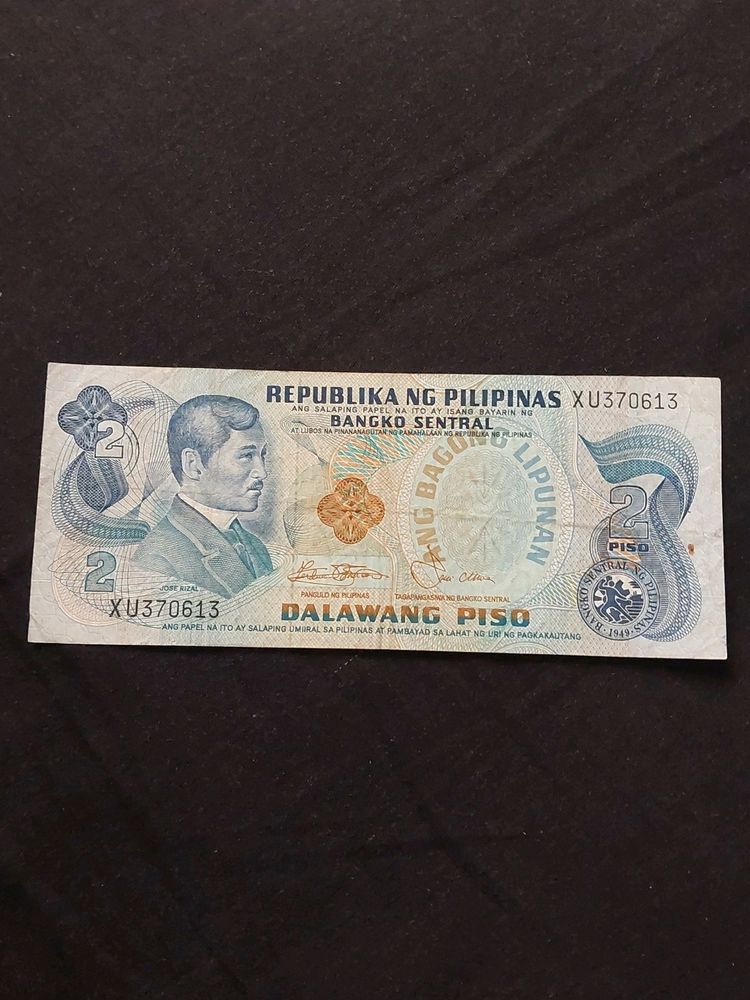 REPUBLIKA NG PILIPINAS
XU370613
ANG SALAPING PAPEL NA ITO AY ISANG BAYARIN NG
BANGKO SENTRAL
AT LUBOS NA PINANANAGUTAN NG PAMAHALAAN NG REPUBLIKA NG PILIPINAS
2
ANG BAGONG LIPUNAN
2
PISO
2
JOSE RIZAL
PANGULO NG PILIPINAS
TAGAPANGASIWA NG BANGKO SENTRAL
BANGKO SENTRAL NG PILIPINAS
1949
XU370613
DALAWANG PISO
ANG PAPEL NA ITO AY SALAPING UMIIRAL SA PILIPINAS AT PAMBAYAD SA LAHAT NG URI NG PAGKAKAUTANG